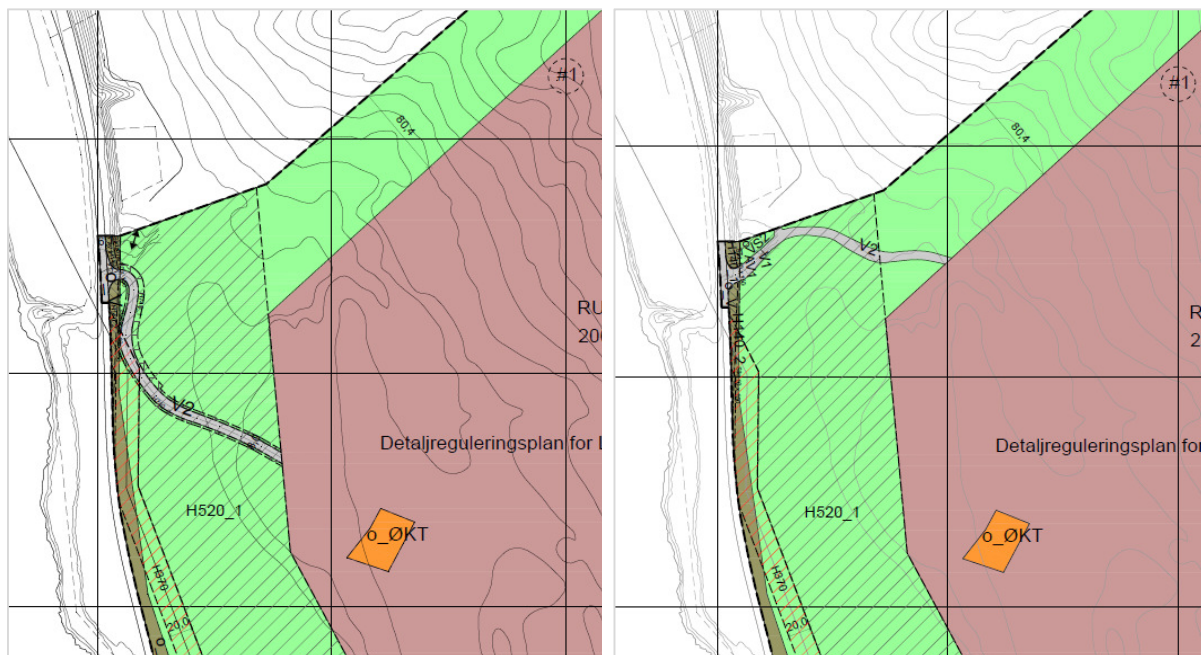 #1
80,4
RU
200
V2
Detaljreguleringsplan for L
H520_1
o_ØKT
H370
20,0
o
#1
80,4
V2
R
2
Detaljreguleringsplan for
H520_1
o_ØKT
H370
20,0